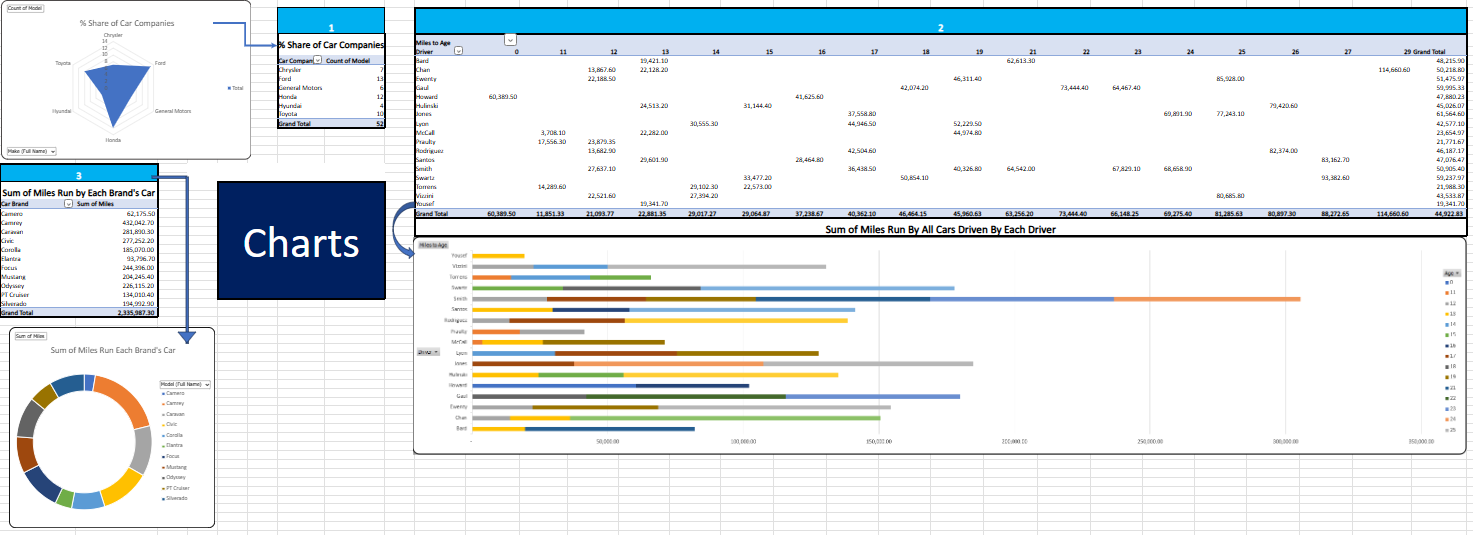 Count of Model
% Share of Car Companies
Chrysler
14
12
10
8
Toyota
Ford
Total
Hyundai
General Motors
Honda
Make (Full Name)
1
% Share of Car Companies
Car Compan Count of Model
Chrysler 7
Ford 13
General Motors 6
Honda 12
Hyundai 4
Toyota 10
Grand Total 52
2
Miles to Age
Driver 0 11 12 13 14 15 16 17 18 19 21 22 23 24 25 26 27 29 Grand Total
Bard 19,421.10 62,613.30 48,215.90
Chan 13,867.60 22,128.20 114,660.60 50,218.80
Ewenty 22,188.50 46,311.40 85,928.00 51,475.97
Gaul 42,074.20 73,444.40 64,467.40 59,995.33
Howard 60,389.50 41,625.60 47,880.23
Hulinski 24,513.20 31,144.40 79,420.60 45,026.07
Jones 37,558.80 69,891.90 77,243.10 61,564.60
Lyon 30,555.30 44,946.50 52,229.50 42,577.10
McCall 3,708.10 22,282.00 44,974.80 23,654.97
Praulty 17,556.30 23,879.35 21,771.67
Rodriguez 13,682.90 42,504.60 82,374.00 46,187.17
Santos 29,601.90 28,464.80 83,162.70 47,076.47
Smith 27,637.10 36,438.50 40,326.80 64,542.00 67,829.10 68,658.90 50,905.40
Swartz 33,477.20 50,854.10 93,382.60 59,237.97
Torrens 14,289.60 29,102.30 22,573.00 21,988.30
Vizzini 22,521.60 27,394.20 80,685.80 43,533.87
Yousef 19,341.70 19,341.70
Grand Total 60,389.50 11,851.33 21,093.77 22,881.35 29,017.27 29,064.87 37,238.67 40,362.10 46,464.15 45,960.63 63,256.20 73,444.40 66,148.25 69,275.40 81,285.63 80,897.30 88,272.65 114,660.60 44,922.83
3
Sum of Miles Run by Each Brand's Car
Car Brand Sum of Miles
Camero 62,175.50
Camrey 432,042.70
Caravan 281,890.30
Civic 277,252.20
Corolla 185,070.00
Elantra 93,796.70
Focus 244,396.00
Mustang 204,245.40
Odyssey 226,115.20
PT Cruiser 134,010.40
Silverado 194,992.90
Grand Total 2,335,987.30
Charts
Sum of Miles Run By All Cars Driven By Each Driver
Miles to Age
Yousef
Vizzini
Torrens
Swartz
Smith
Santos
Rodriguez
Praulty
McCall
Driver
Lyon
Jones
Hulinski
Howard
Gaul
Ewenty
Chan
Bard
-
50,000.00 100,000.00 150,000.00 200,000.00 250,000.00 300,000.00 350,000.00
Age
0
11
12
13
14
15
16
17
18
19
21
22
23
24
25
Sum of Miles
Sum of Miles Run Each Brand's Car
Model (Full Name)
Camero
Camrey
Caravan
Civic
Corolla
Elantra
Focus
Mustang
Odyssey
PT Cruiser
Silverado